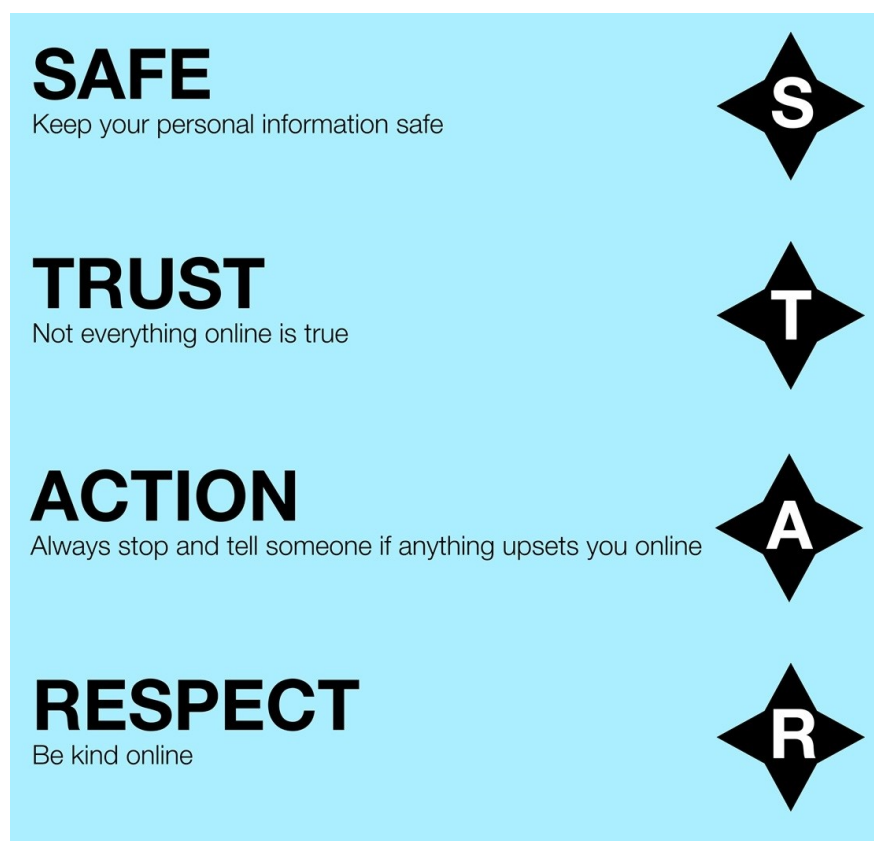 SAFE
Keep your personal information safe
S
TRUST
Not everything online is true
T
ACTION
Always stop and tell someone if anything upsets you online
A
RESPECT
Be kind online
R